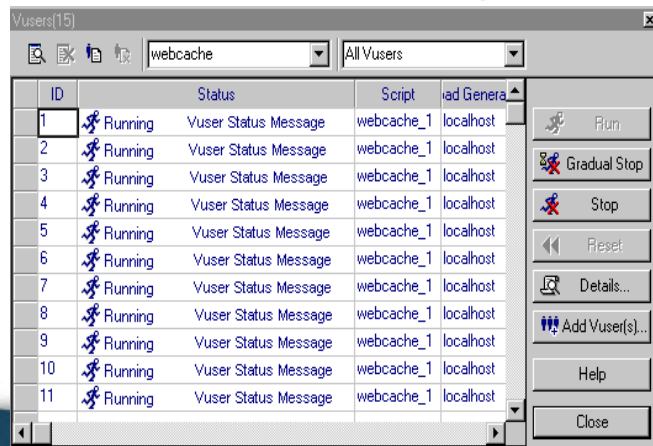 Vusers(15)
webcache All Vusers
ID Status Script ad Genera
1 Running Vuser Status Message webcache_1 localhost
2 Running Vuser Status Message webcache_1 localhost
3 Running Vuser Status Message webcache_1 localhost
4 Running Vuser Status Message webcache_1 localhost
5 Running Vuser Status Message webcache_1 localhost
6 Running Vuser Status Message webcache_1 localhost
7 Running Vuser Status Message webcache_1 localhost
8 Running Vuser Status Message webcache_1 localhost
9 Running Vuser Status Message webcache_1 localhost
10 Running Vuser Status Message webcache_1 localhost
11 Running Vuser Status Message webcache_1 localhost
Run
Gradual Stop
Stop
Reset
Details...
Add Vuser(s)...
Help
Close